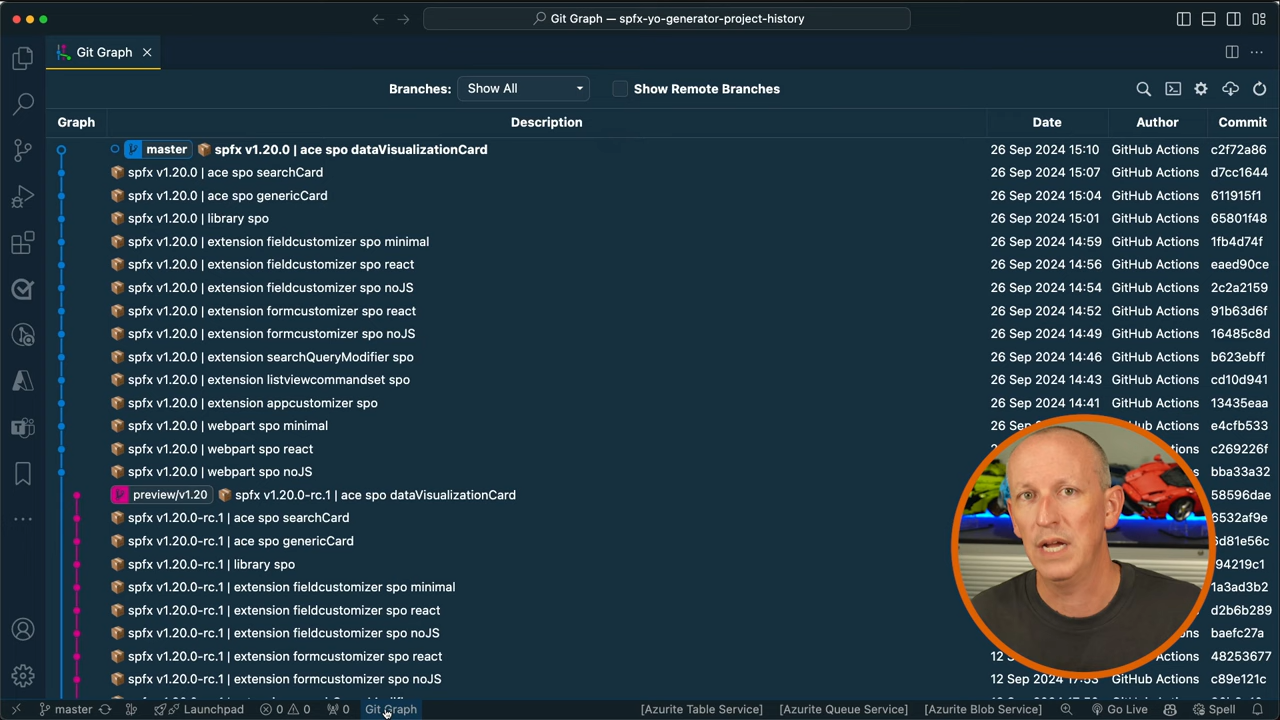 Git Graph — spfx-yo-generator-project-history
Git Graph
Branches: Show All Show Remote Branches
Graph Description Date Author Commit
master spfx v1.20.0 | ace spo dataVisualizationCard 26 Sep 2024 15:10 GitHub Actions c2f72a86
spfx v1.20.0 | ace spo searchCard 26 Sep 2024 15:07 GitHub Actions d7cc1644
spfx v1.20.0 | ace spo genericCard 26 Sep 2024 15:04 GitHub Actions 611915f1
spfx v1.20.0 | library spo 26 Sep 2024 15:01 GitHub Actions 65801f48
spfx v1.20.0 | extension fieldcustomizer spo minimal 26 Sep 2024 14:59 GitHub Actions 1fb4d74f
spfx v1.20.0 | extension fieldcustomizer spo react 26 Sep 2024 14:56 GitHub Actions eaed90ce
spfx v1.20.0 | extension fieldcustomizer spo noJS 26 Sep 2024 14:54 GitHub Actions 2c2a2159
spfx v1.20.0 | extension formcustomizer spo react 26 Sep 2024 14:52 GitHub Actions 91b63d6f
spfx v1.20.0 | extension formcustomizer spo noJS 26 Sep 2024 14:49 GitHub Actions 16485c8d
spfx v1.20.0 | extension searchQueryModifier spo 26 Sep 2024 14:46 GitHub Actions b623ebff
spfx v1.20.0 | extension listviewcommandset spo 26 Sep 2024 14:43 GitHub Actions cd10d941
spfx v1.20.0 | extension appcustomizer spo 26 Sep 2024 14:41 GitHub Actions 13435eaa
spfx v1.20.0 | webpart spo minimal 26 Sep 2024 GitHub Actions e4cfb533
spfx v1.20.0 | webpart spo react c269226f
spfx v1.20.0 | webpart spo noJS bba33a32
preview/v1.20 spfx v1.20.0-rc.1 | ace spo dataVisualizationCard 58596dae
spfx v1.20.0-rc.1 | ace spo searchCard 6532af9e
spfx v1.20.0-rc.1 | ace spo genericCard 6d81e56c
spfx v1.20.0-rc.1 | library spo 94219c1
spfx v1.20.0-rc.1 | extension fieldcustomizer spo minimal 1a3ad3b2
spfx v1.20.0-rc.1 | extension fieldcustomizer spo react d2b6b289
spfx v1.20.0-rc.1 | extension fieldcustomizer spo noJS baefc27a
spfx v1.20.0-rc.1 | extension formcustomizer spo react 12 Actions 48253677
spfx v1.20.0-rc.1 | extension formcustomizer spo noJS 12 Sep 2024 GitHub Actions c89e121c
master Launchpad 0 0 0 Git Graph [Azurite Table Service] [Azurite Queue Service] [Azurite Blob Service] Go Live Spell